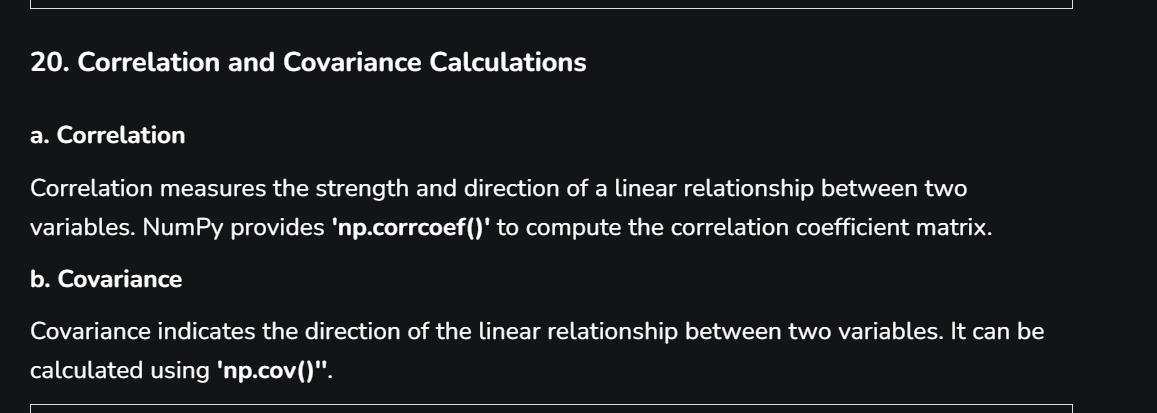 20. Correlation and Covariance Calculations
a. Correlation
Correlation measures the strength and direction of a linear relationship between two
variables. NumPy provides 'np.corrcoef()' to compute the correlation coefficient matrix.
b. Covariance
Covariance indicates the direction of the linear relationship between two variables. It can be
calculated using 'np.cov()''.